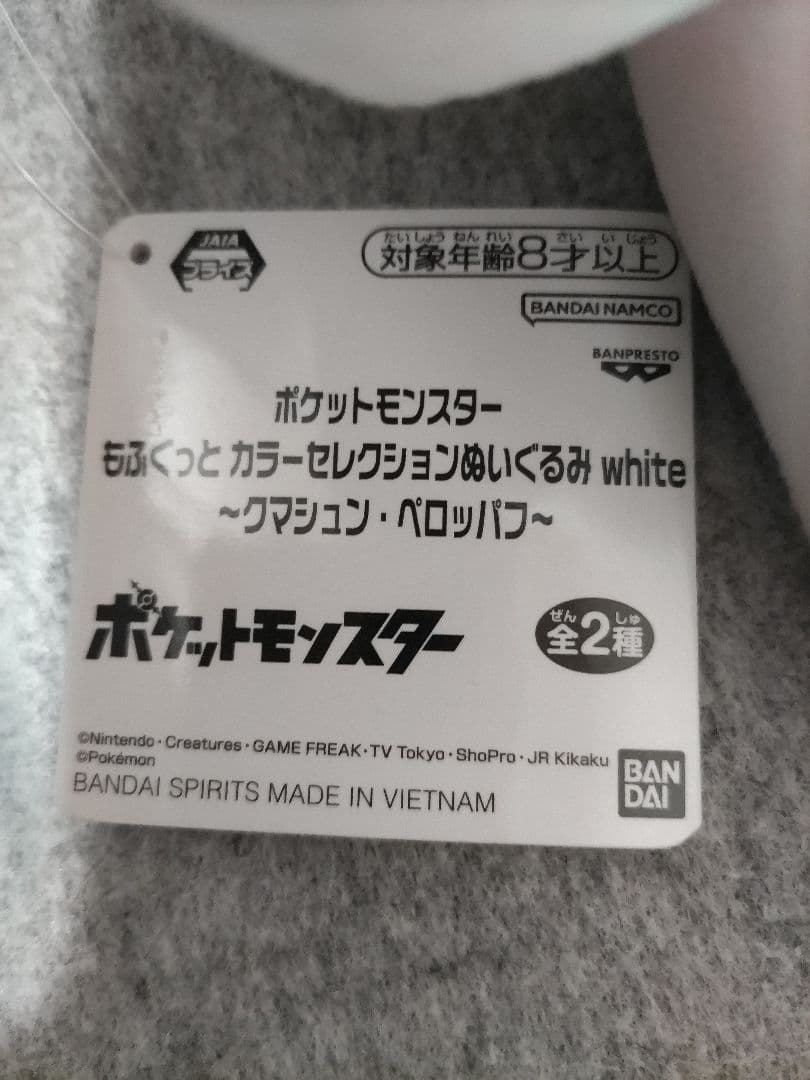 JAIA
プライズ
たいしょうねんれい さいいじょう
対象年齢8才以上
BANDAI NAMCO
BANPRESTO
ポケットモンスター
もふぐっと カラーセレクションぬいぐるみ white
~クマシュン・ペロッパフ~
ポケットモンスター
ぜん しゅ
全2種
©Nintendo・Creatures・GAME FREAK・TV Tokyo・ShoPro・JR Kikaku
©Pokémon
BANDAI SPIRITS MADE IN VIETNAM
BAN
DAI